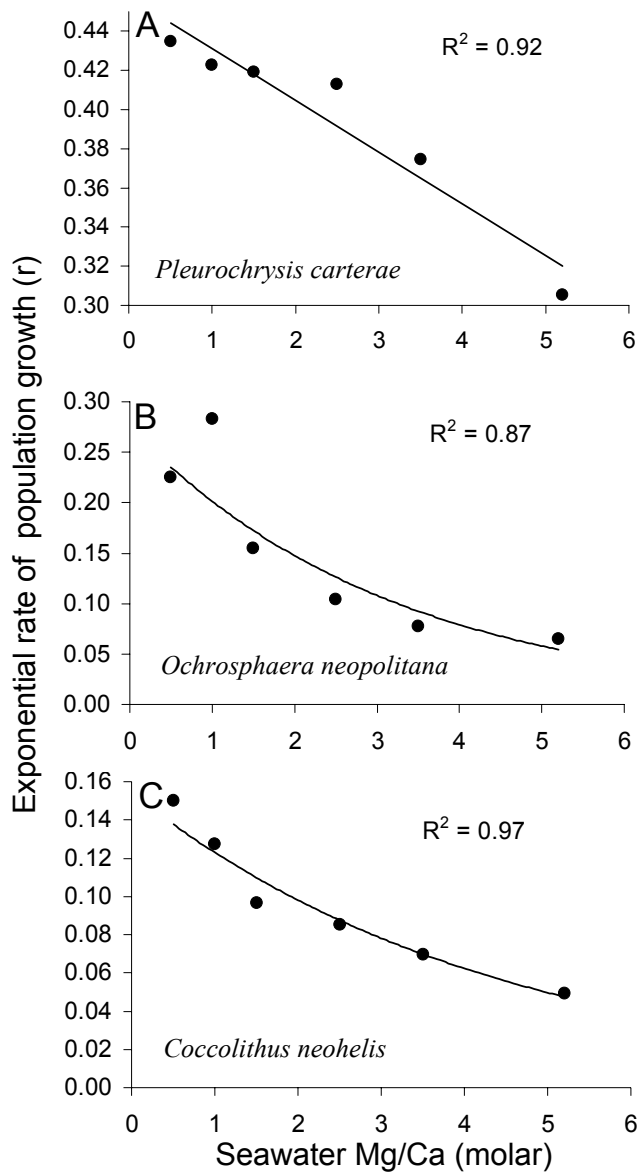 Exponential rate of population growth (r)
A
R² = 0.92
0.44
0.42
0.40
0.38
0.36
0.34
0.32
0.30
Pleurochrysis carterae
0 1 2 3 4 5 6
B
R² = 0.87
0.30
0.25
0.20
0.15
0.10
0.05
0.00
Ochrosphaera neopolitana
0 1 2 3 4 5 6
C
R² = 0.97
0.16
0.14
0.12
0.10
0.08
0.06
0.04
0.02
0.00
Coccolithus neohelis
0 1 2 3 4 5 6
Seawater Mg/Ca (molar)